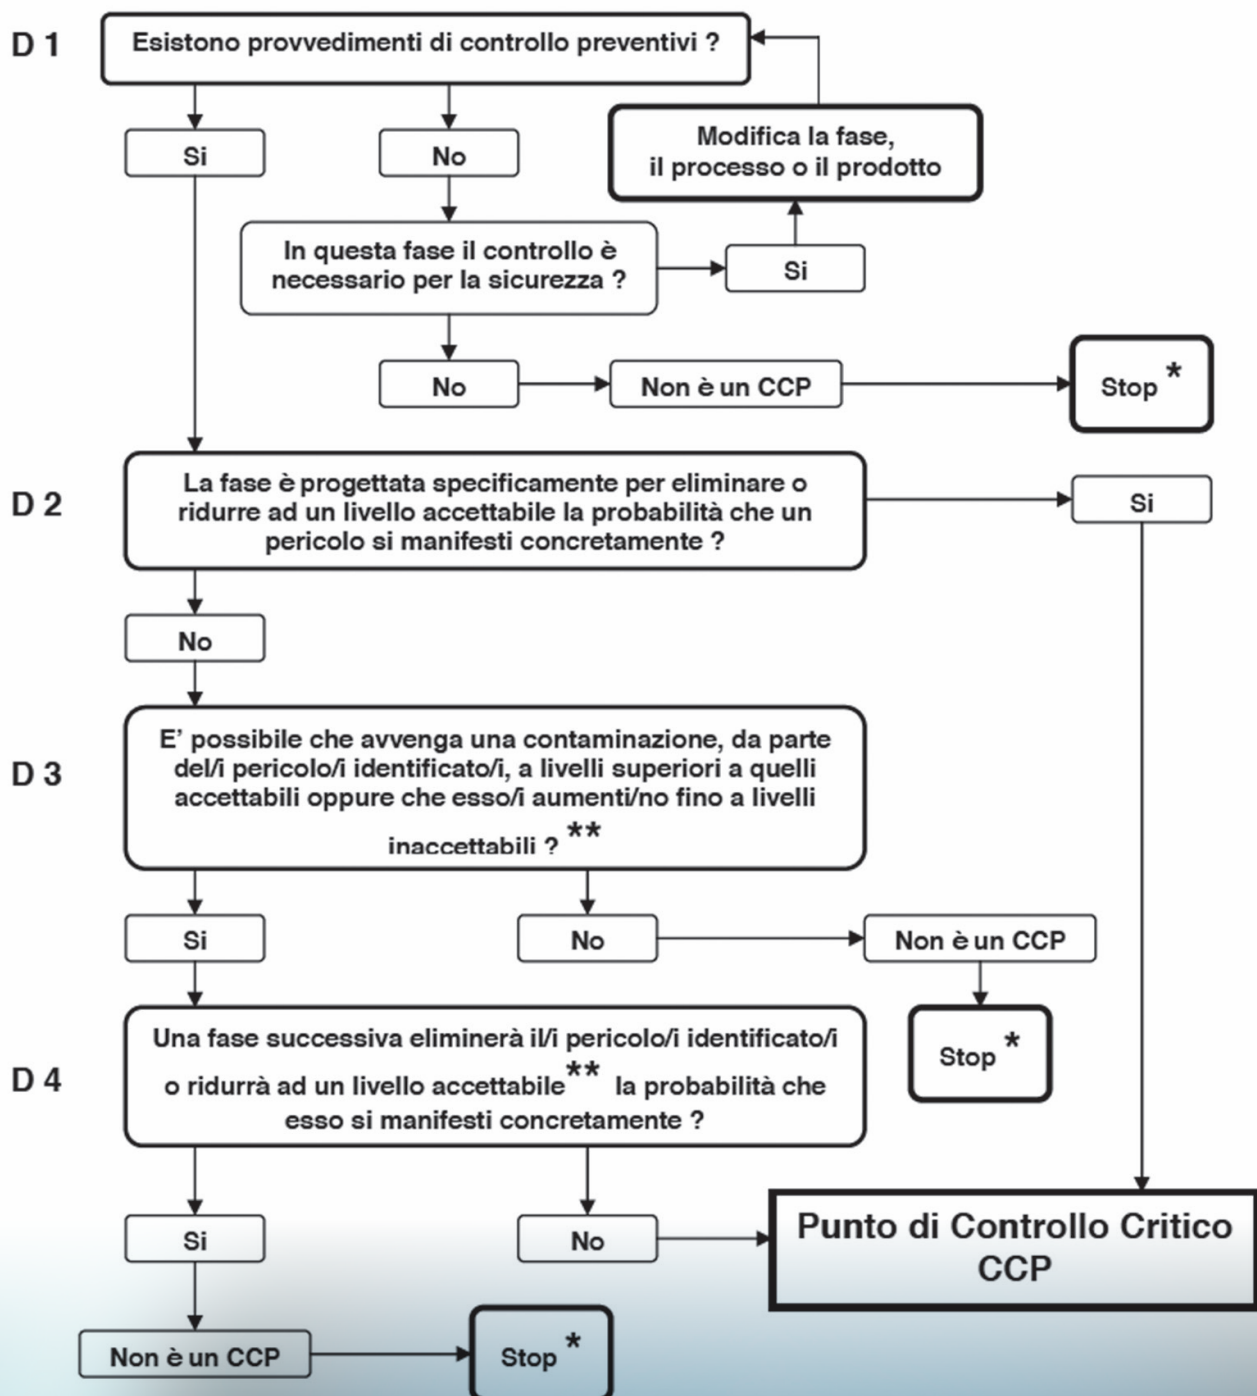 D 1
Esistono provvedimenti di controllo preventivi ?
Si
No
Modifica la fase,
il processo o il prodotto
In questa fase il controllo è
necessario per la sicurezza ?
Si
No
Non è un CCP
Stop *
D 2
La fase è progettata specificamente per eliminare o
ridurre ad un livello accettabile la probabilità che un
pericolo si manifesti concretamente ?
Si
No
D 3
E' possibile che avvenga una contaminazione, da parte
del/i pericolo/i identificato/i, a livelli superiori a quelli
accettabili oppure che esso/i aumenti/no fino a livelli
inaccettabili ? **
Si
No
Non è un CCP
Stop *
D 4
Una fase successiva eliminerà il/i pericolo/i identificato/i
o ridurrà ad un livello accettabile** la probabilità che
esso si manifesti concretamente ?
Si
No
Punto di Controllo Critico
CCP
Non è un CCP
Stop *